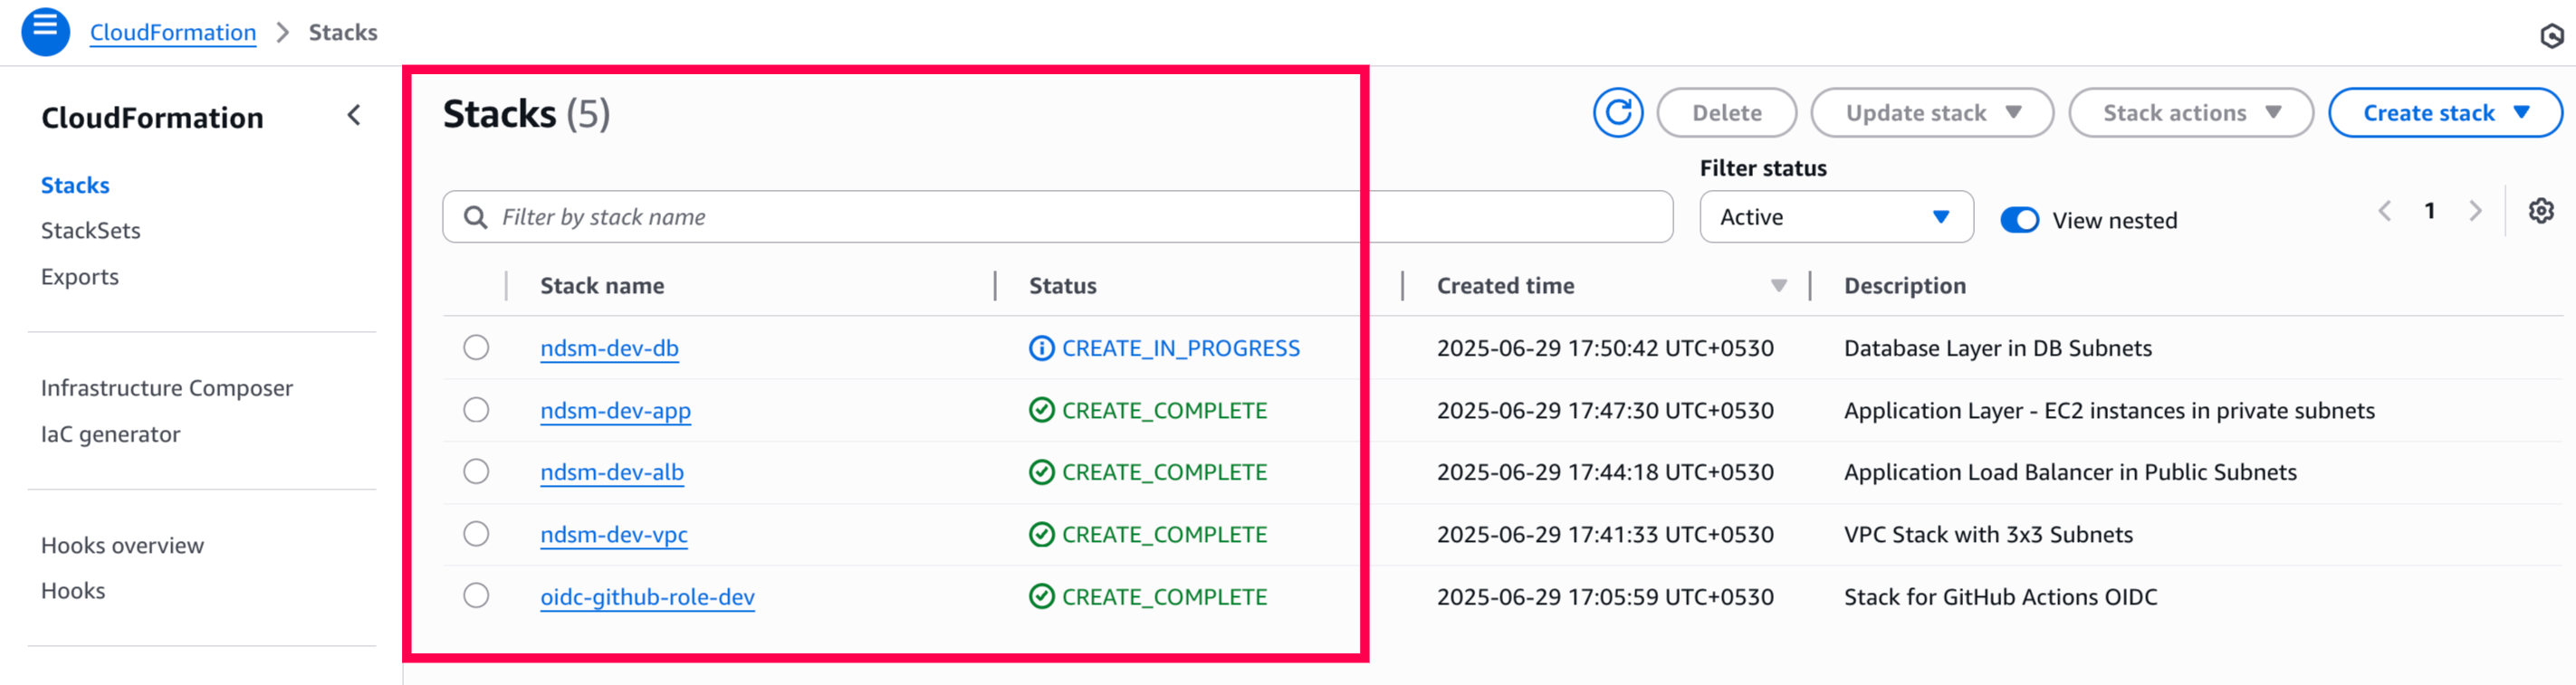 CloudFormation > Stacks
CloudFormation
Stacks
StackSets
Exports
Infrastructure Composer
IaC generator
Hooks overview
Hooks
Stacks (5)
Delete
Update stack
Stack actions
Create stack
Filter by stack name
Filter status
Active
View nested
1
Stack name Status Created time Description
ndsm-dev-db CREATE_IN_PROGRESS 2025-06-29 17:50:42 UTC+0530 Database Layer in DB Subnets
ndsm-dev-app CREATE_COMPLETE 2025-06-29 17:47:30 UTC+0530 Application Layer - EC2 instances in private subnets
ndsm-dev-alb CREATE_COMPLETE 2025-06-29 17:44:18 UTC+0530 Application Load Balancer in Public Subnets
ndsm-dev-vpc CREATE_COMPLETE 2025-06-29 17:41:33 UTC+0530 VPC Stack with 3x3 Subnets
oidc-github-role-dev CREATE_COMPLETE 2025-06-29 17:05:59 UTC+0530 Stack for GitHub Actions OIDC